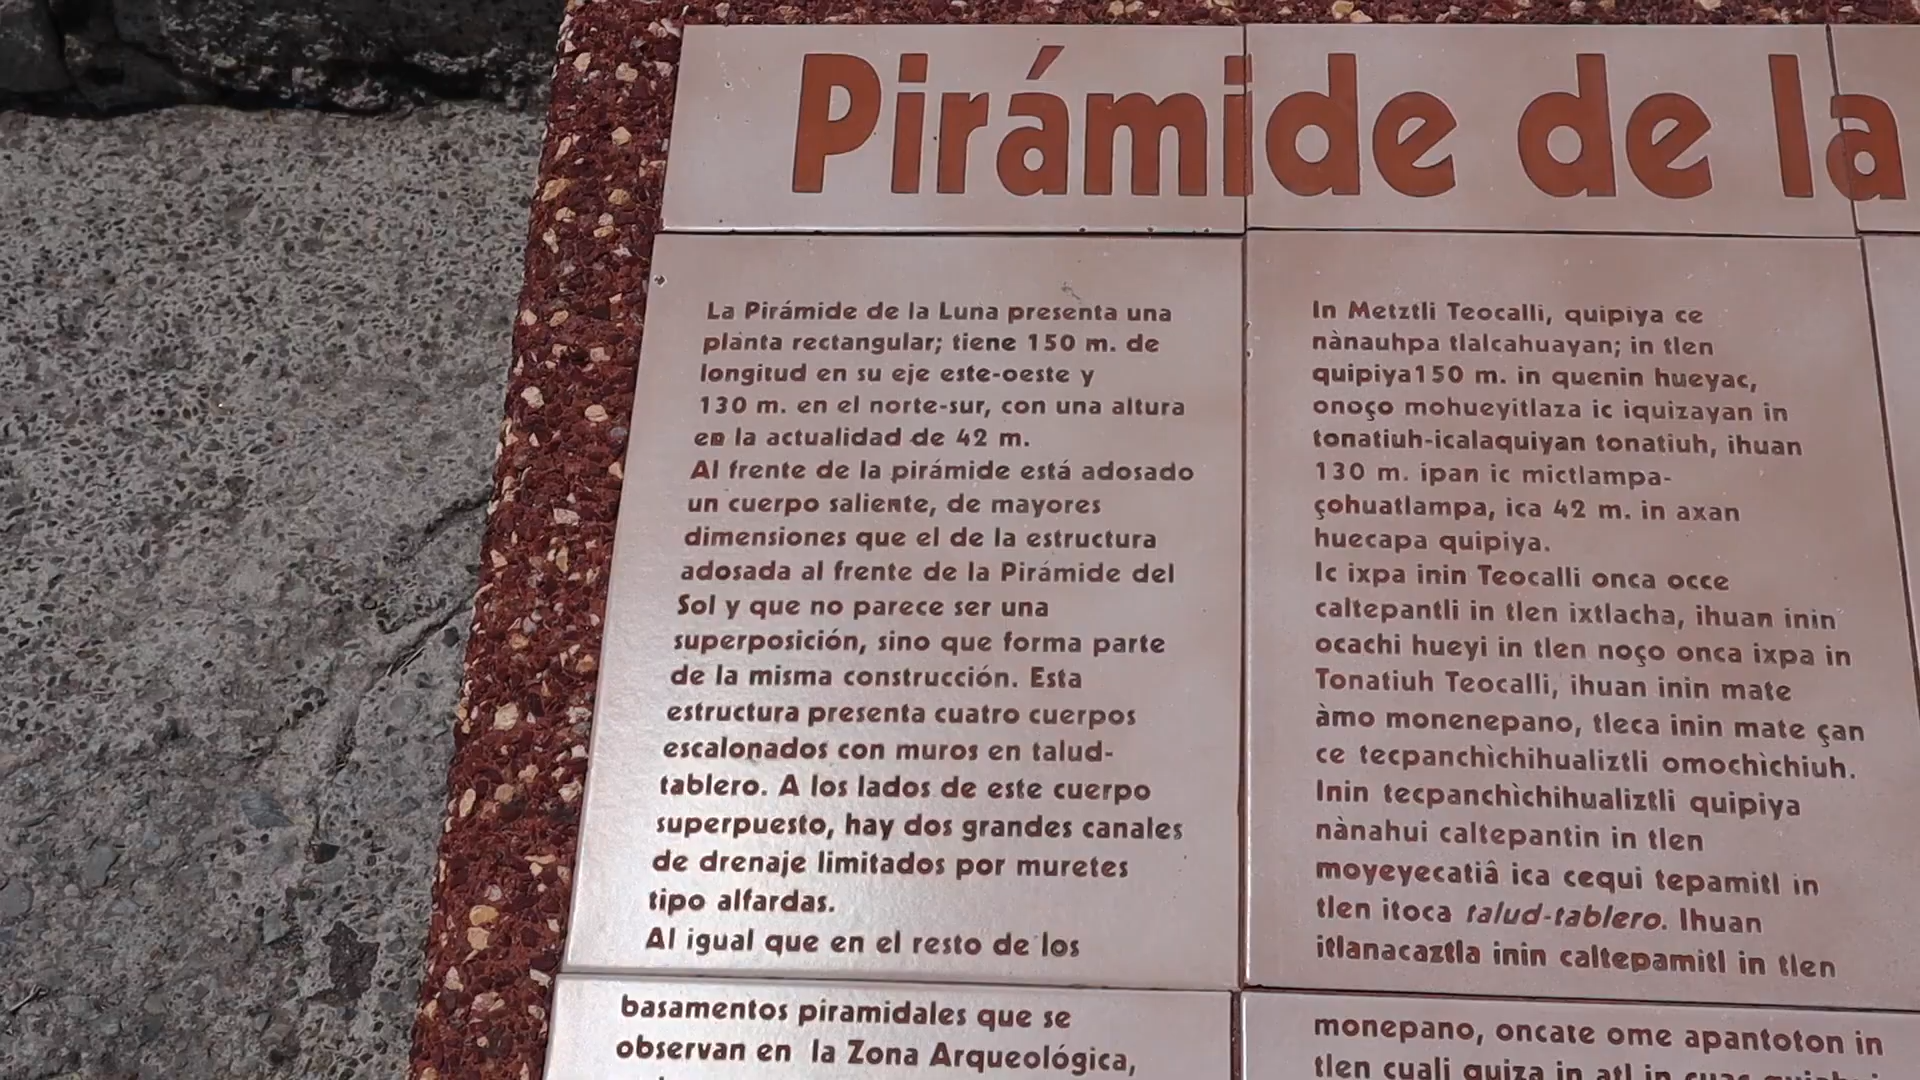 Pirámide de la
La Pirámide de la Luna presenta una
planta rectangular; tiene 150 m. de
longitud en su eje este-oeste y
130 m. en el norte-sur, con una altura
en la actualidad de 42 m.
Al frente de la pirámide está adosado
un cuerpo saliente, de mayores
dimensiones que el de la estructura
adosada al frente de la Pirámide del
Sol y que no parece ser una
superposición, sino que forma parte
de la misma construcción. Esta
estructura presenta cuatro cuerpos
escalonados con muros en talud-
tablero. A los lados de este cuerpo
superpuesto, hay dos grandes canales
de drenaje limitados por muretes
tipo alfardas.
Al igual que en el resto de los
basamentos piramidales que se
observan en la Zona Arqueológica,
In Metztli Teocalli, quipiya ce
nànauhpa tlalcahuayan; in tlen
quipiya150 m. in quenin hueyac,
onoço mohueyitlaza ic iquizayan in
tonatiuh-icalaquiyan tonatiuh, ihuan
130 m. ipan ic mictlampa-
çohuatlampa, ica 42 m. in axan
huecapa quipiya.
Ic ixpa inin Teocalli onca occe
caltepantli in tlen ixtlacha, ihuan inin
ocachi hueyi in tlen noço onca ixpa in
Tonatiuh Teocalli, ihuan inin mate
àmo monenepano, tleca inin mate çan
ce tecpanchìchihualiztli omochìchiuh.
Inin tecpanchìchihualiztli quipiya
nànahui caltepantin in tlen
moyeyecatiâ ica cequi tepamitl in
tlen itoca talud-tablero. Ihuan
itlanacaztla inin caltepamitl in tlen
monepano, oncate ome apantoton in
tlen cuali quiza in atl in cuac